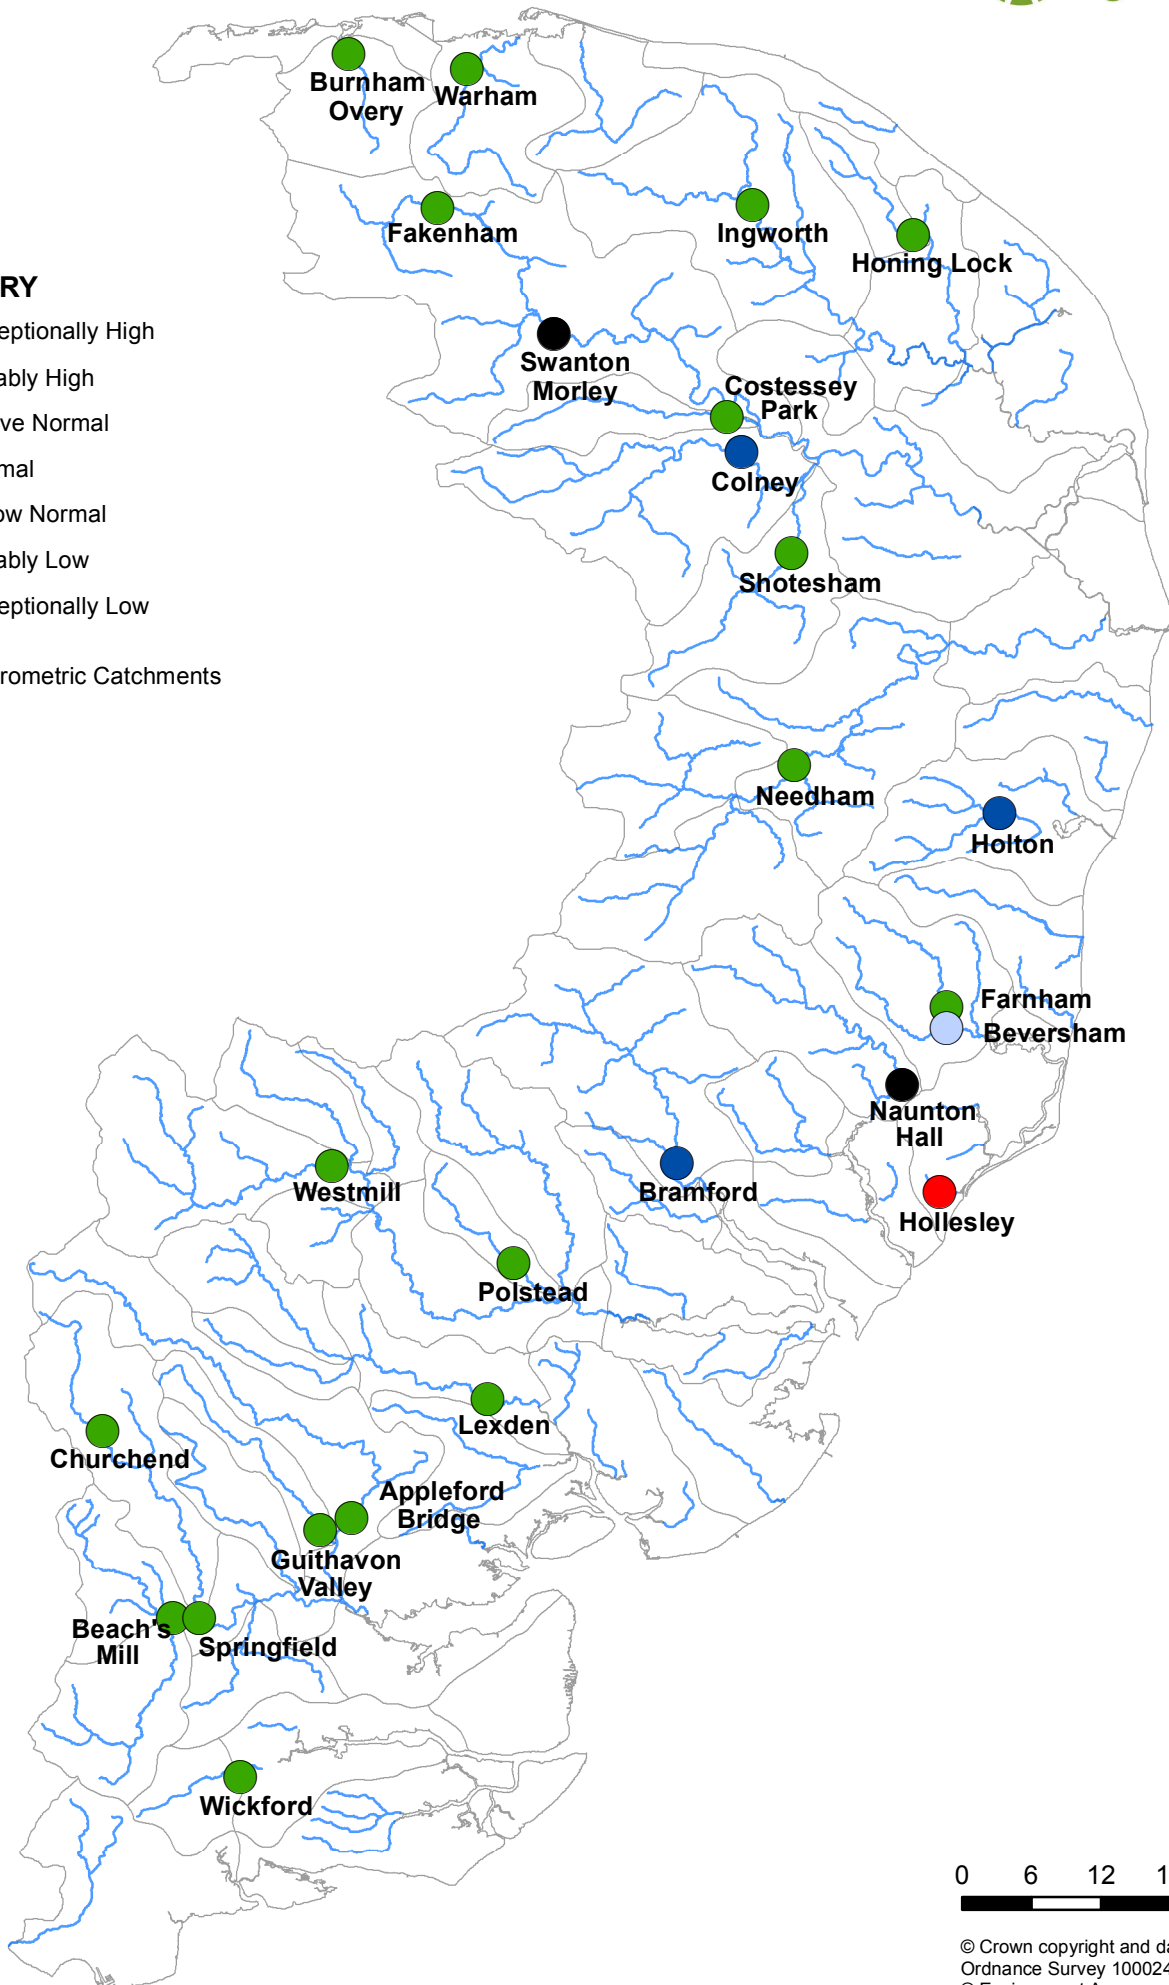 Burnham
Overy
Warham
Fakenham
Ingworth
Honing Lock
RY
eptionally High
ably High
ve Normal
mal
ow Normal
ably Low
eptionally Low
rometric Catchments
Swanton
Morley
Costessey
Park
Colney
Shotesham
Needham
Holton
Farnham
Beversham
Naunton
Hall
Westmill
Bramford
Hollesley
Polstead
Lexden
Churchend
Appleford
Bridge
Guithavon
Valley
Beach's
Mill
Springfield
Wickford
0 6 12 1
© Crown copyright and da
Ordnance Survey 100024